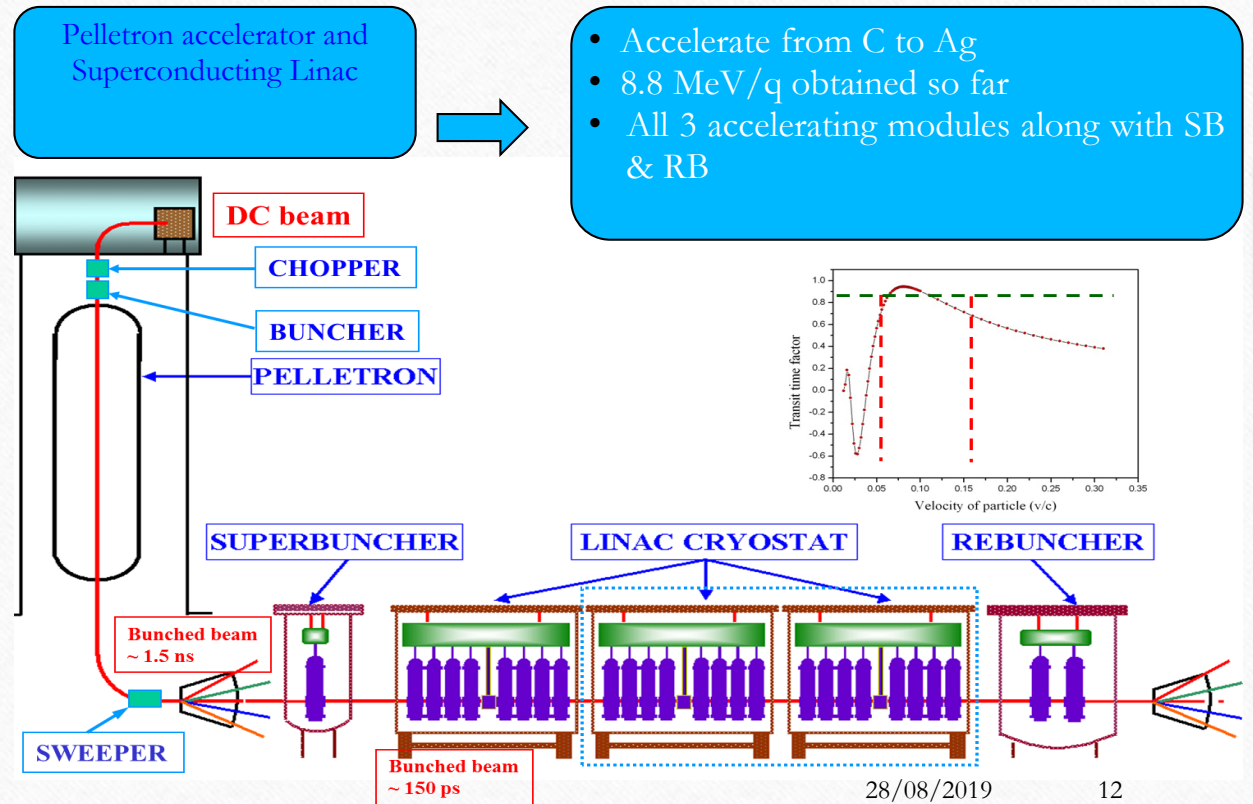 Pelletron accelerator and
Superconducting Linac
• Accelerate from C to Ag
• 8.8 MeV/q obtained so far
• All 3 accelerating modules along with SB
& RB
DC beam
CHOPPER
BUNCHER
PELLETRON
1.0
0.8
0.6
0.4
0.2
0.0
-0.2
-0.4
-0.6
-0.8
Transit time factor
0.00 0.05 0.10 0.15 0.20 0.25 0.30 0.35
Velocity of particle (v/c)
SUPERBUNCHER
LINAC CRYOSTAT
REBUNCHER
Bunched beam
~ 1.5 ns
SWEEPER
Bunched beam
~ 150 ps
28/08/2019
12